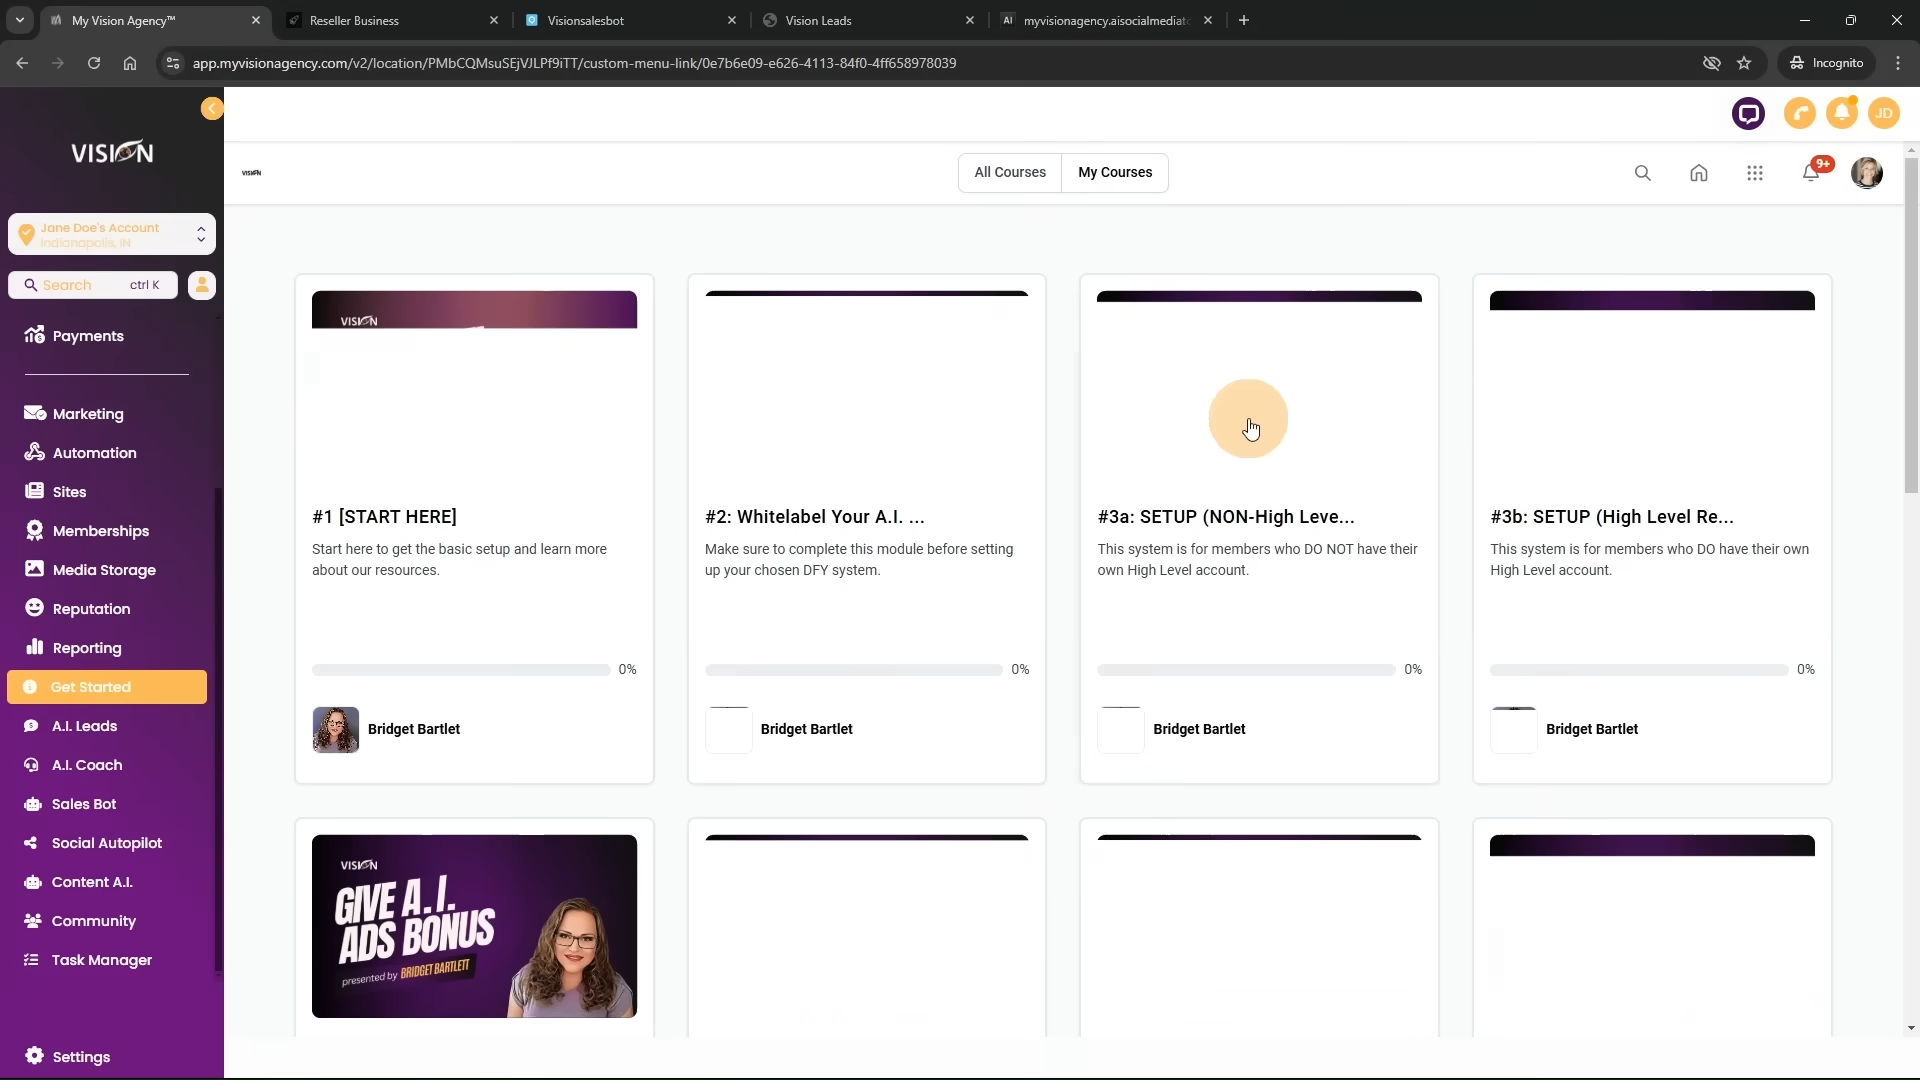 My Vision Agency™
Reseller Business
Visionsalesbot
Vision Leads
AI
myvisionagency.aisocialmediat
app.myvisionagency.com/v2/location/PMbCQMsuSEjVJLPf9iTT/custom-menu-link/0e7b6e09-e626-4113-84f0-4ff658978039
Incognito
VISION
JD
VISION
All Courses
My Courses
9+
Jane Doe's Account
Indianapolis, IN
Search
ctrl K
Payments
Marketing
Automation
Sites
Memberships
Media Storage
Reputation
Reporting
Get Started
A.I. Leads
A.I. Coach
Sales Bot
Social Autopilot
Content A.I.
Community
Task Manager
Settings
VISION
#1 [START HERE]
Start here to get the basic setup and learn more
about our resources.
0%
Bridget Bartlet
#2: Whitelabel Your A.I. ...
Make sure to complete this module before setting
up your chosen DFY system.
0%
Bridget Bartlet
#3a: SETUP (NON-High Leve...
This system is for members who DO NOT have their
own High Level account.
0%
Bridget Bartlet
#3b: SETUP (High Level Re...
This system is for members who DO have their own
High Level account.
0%
Bridget Bartlet
VISION
GIVE A.I.
ADS BONUS
presented by BRIDGET BARTLETT